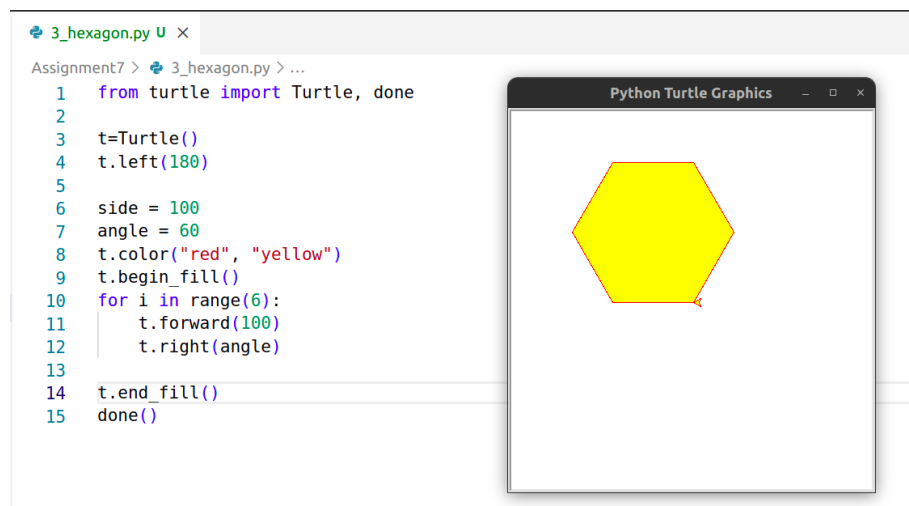 3_hexagon.py U ×
Assignment7 > 3_hexagon.py > ...
1 from turtle import Turtle, done
2
3 t=Turtle()
4 t.left(180)
5
6 side = 100
7 angle = 60
8 t.color("red", "yellow")
9 t.begin_fill()
10 for i in range(6):
11     t.forward(100)
12     t.right(angle)
13
14 t.end_fill()
15 done()
Python Turtle Graphics